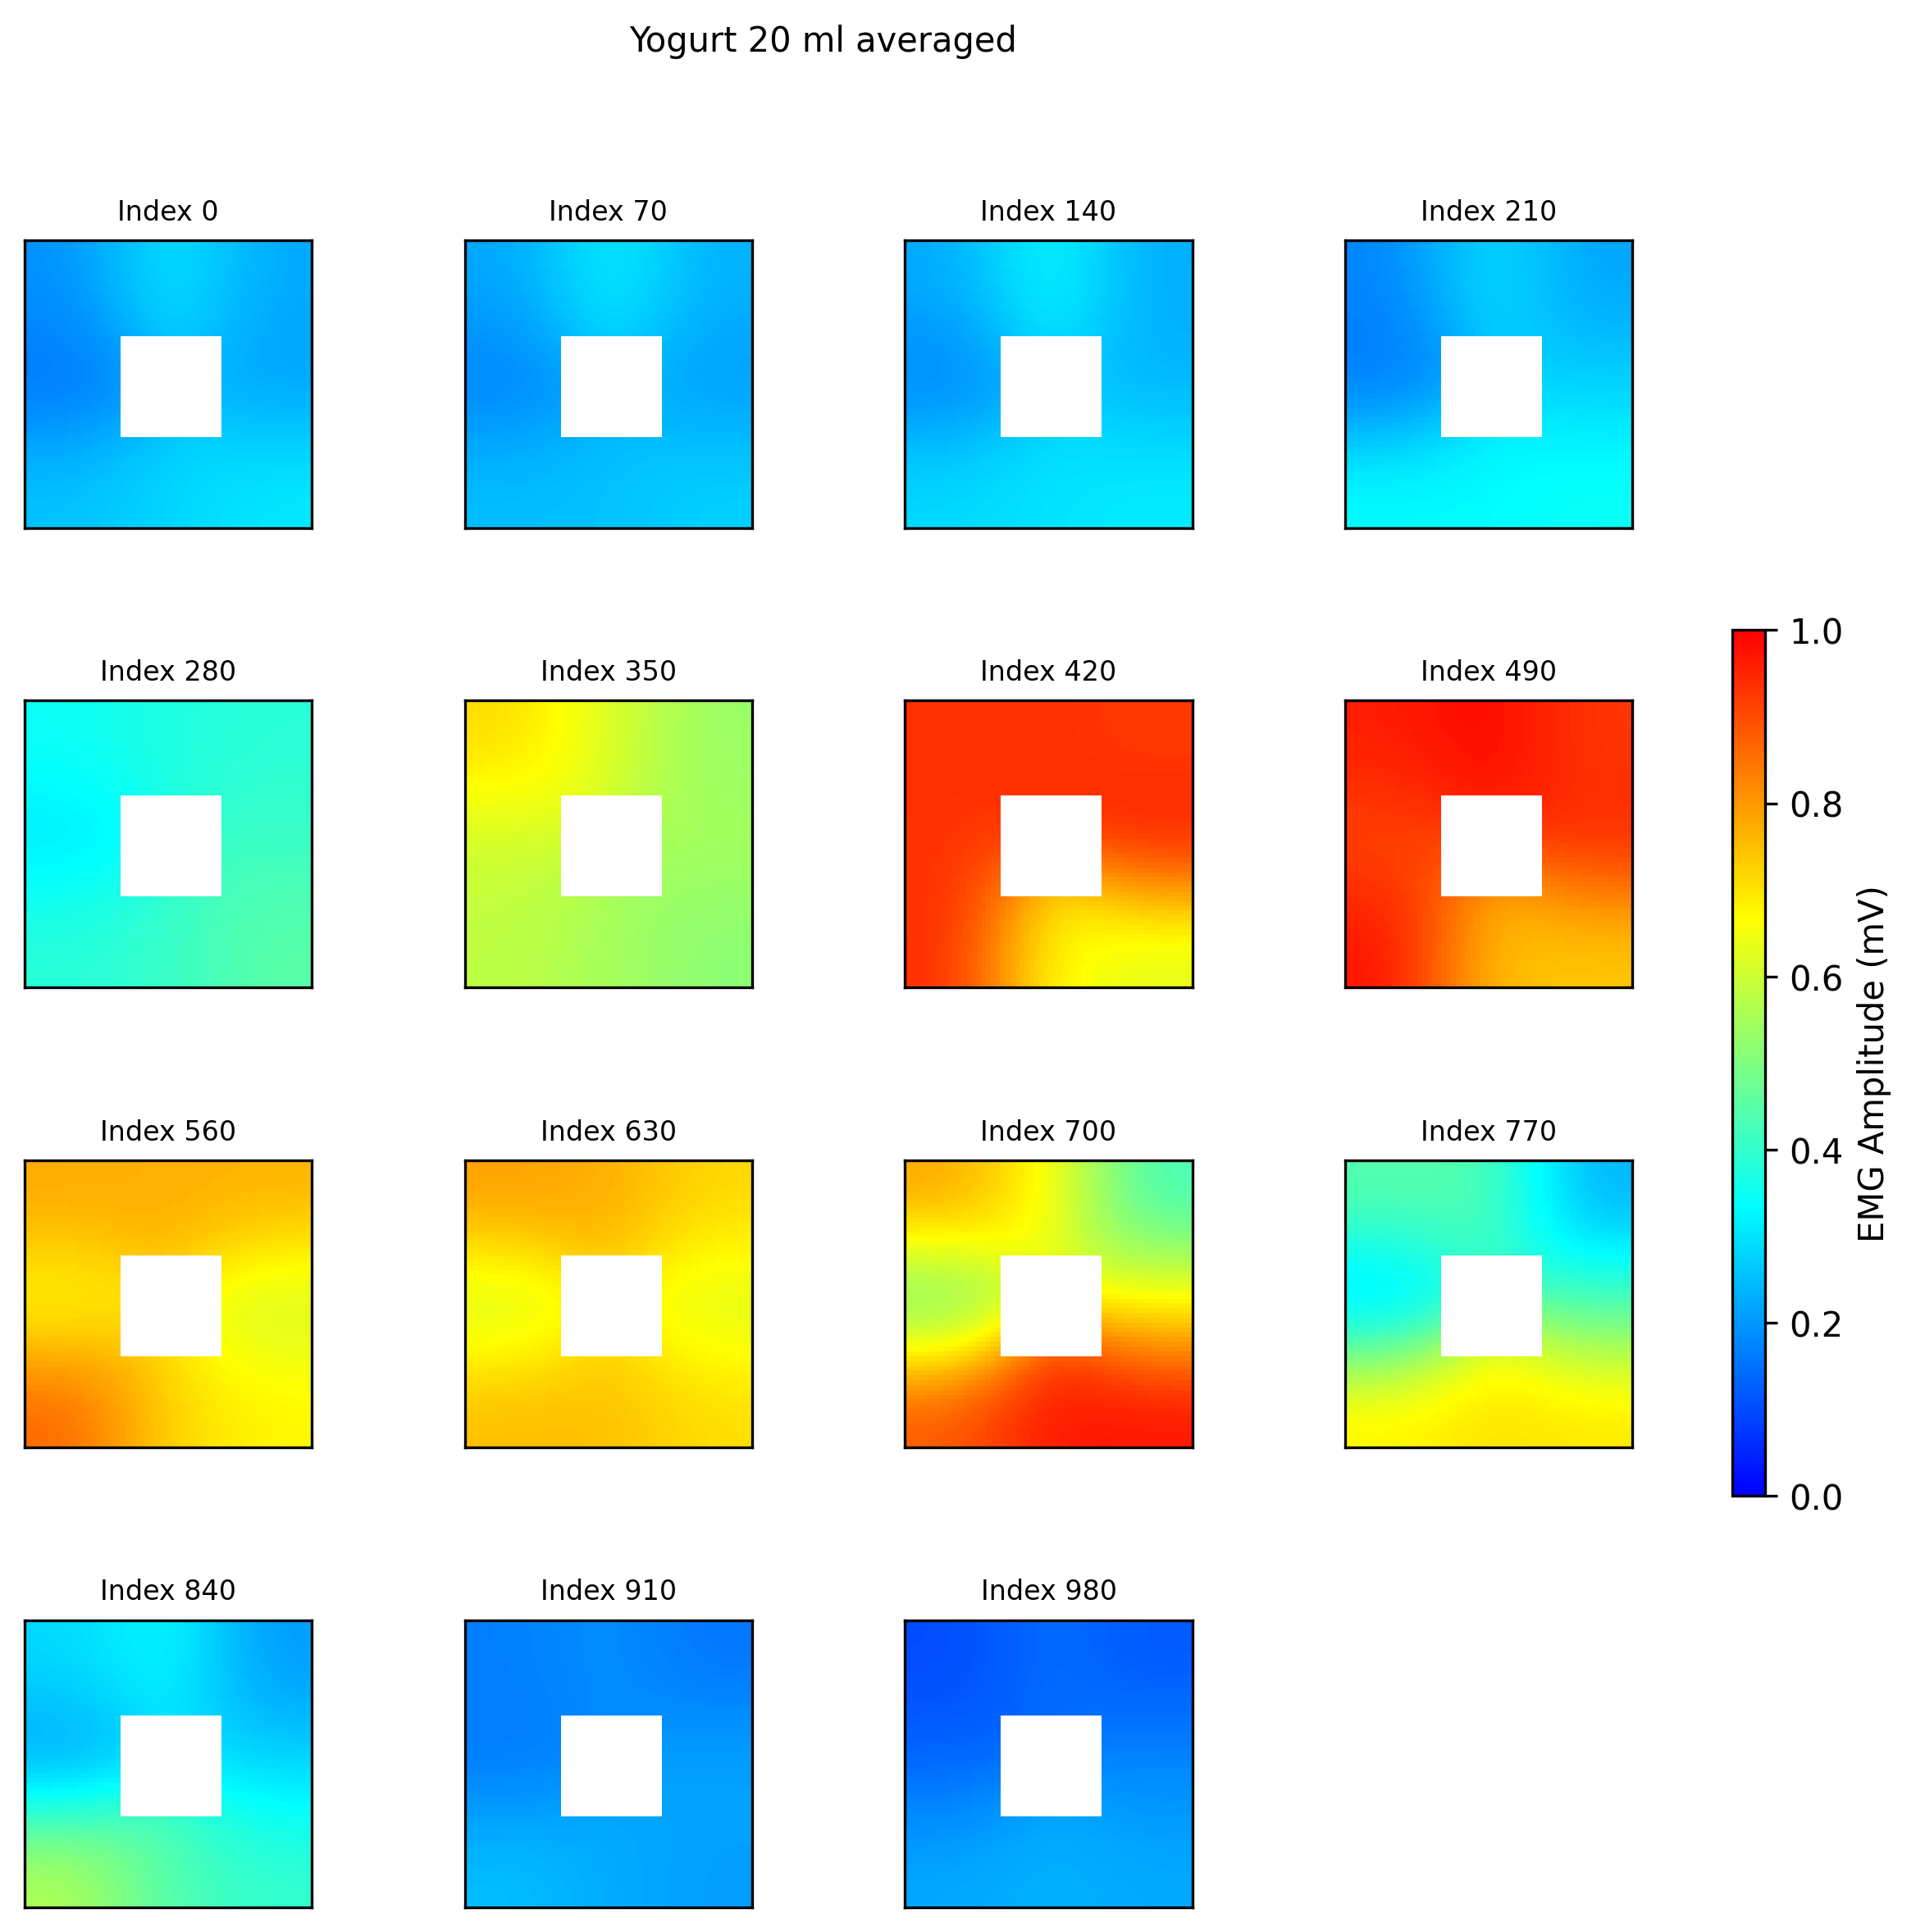 Yogurt 20 ml averaged
Index 0
Index 70
Index 140
Index 210
Index 280
Index 350
Index 420
Index 490
Index 560
Index 630
Index 700
Index 770
Index 840
Index 910
Index 980
1.0
0.8
0.6
0.4
0.2
0.0
EMG Amplitude (mV)